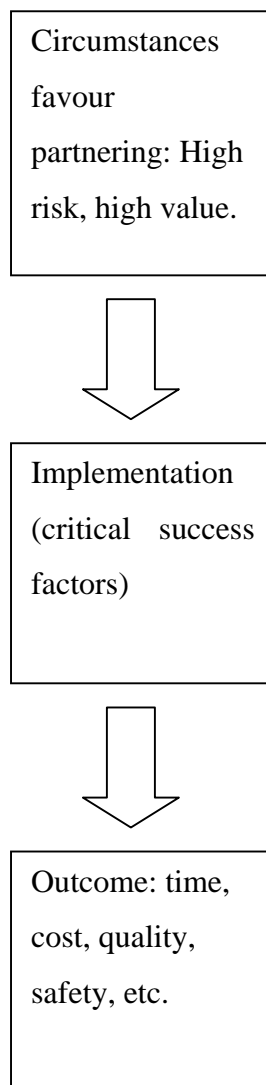 Circumstances
favour
partnering: High
risk, high value.
Implementation
(critical success
factors)
Outcome: time,
cost, quality,
safety, etc.